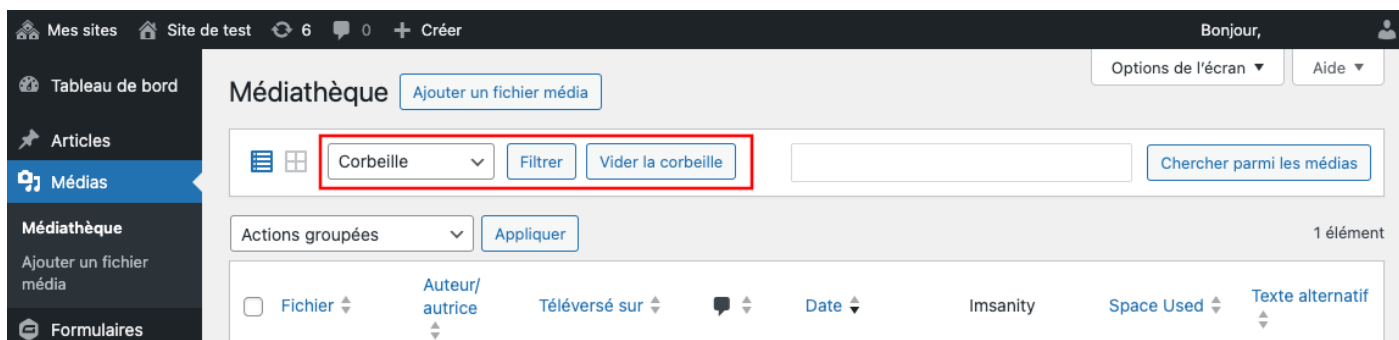 Mes sites Site de test 6 0 + Créer Bonjour,
Options de l'écran ▼ Aide ▼
Tableau de bord
Médiathèque Ajouter un fichier média
Articles
Corbeille Filtrer Vider la corbeille Chercher parmi les médias
Médias
Médiathèque
Actions groupées Appliquer 1 élément
Ajouter un fichier
média
Fichier Auteur/
autrice Téléversé sur Date Imsanity Space Used Texte alternatif
Formulaires